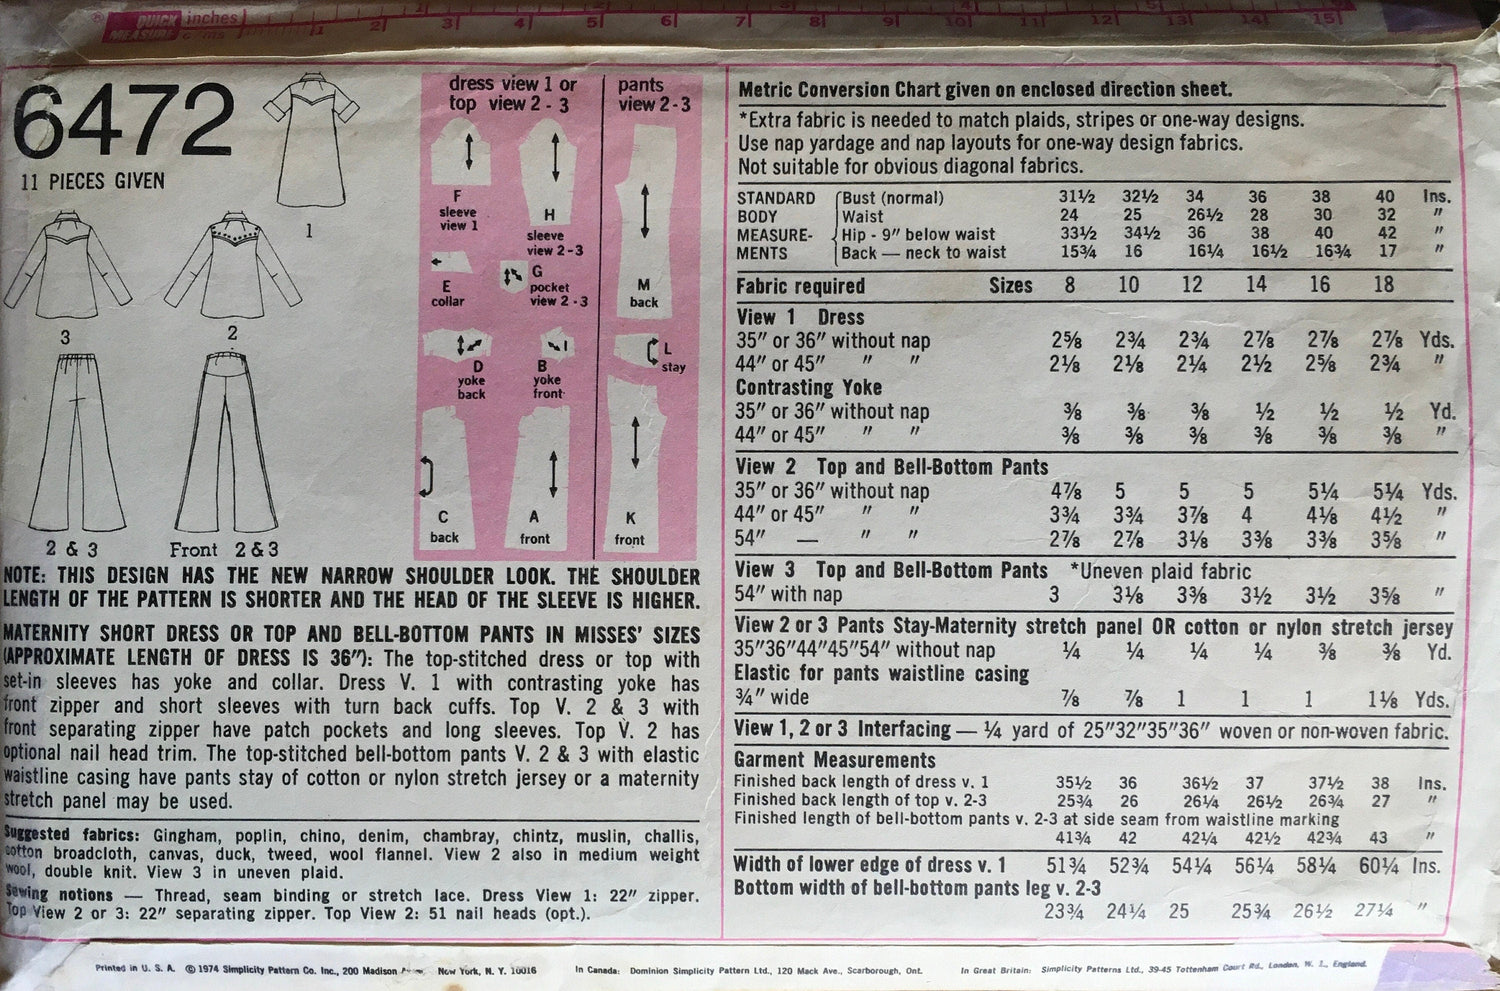 QUICK MEASURE inches
1 2 3 4 5 6 7 8 9 10 11 12 13 14 15
6472
11 PIECES GIVEN
1
3
2
2 & 3
Front 2 & 3
dress view 1 or
top view 2 - 3
F
sleeve
view 1
H
sleeve
view 2 - 3
E
collar
G
pocket
view 2 - 3
D
yoke
back
B
yoke
front
C
back
A
front
pants
view 2 - 3
M
back
L
stay
K
front
NOTE: THIS DESIGN HAS THE NEW NARROW SHOULDER LOOK. THE SHOULDER
LENGTH OF THE PATTERN IS SHORTER AND THE HEAD OF THE SLEEVE IS HIGHER.
MATERNITY SHORT DRESS OR TOP AND BELL-BOTTOM PANTS IN MISSES' SIZES
(APPROXIMATE LENGTH OF DRESS IS 36"): The top-stitched dress or top with
set-in sleeves has yoke and collar. Dress V. 1 with contrasting yoke has
front zipper and short sleeves with turn back cuffs. Top V. 2 & 3 with
front separating zipper have patch pockets and long sleeves. Top V. 2 has
optional nail head trim. The top-stitched bell-bottom pants V. 2 & 3 with elastic
waistline casing have pants stay of cotton or nylon stretch jersey or a maternity
stretch panel may be used.
Suggested fabrics: Gingham, poplin, chino, denim, chambray, chintz, muslin, challis,
cotton broadcloth, canvas, duck, tweed, wool flannel. View 2 also in medium weight
wool, double knit. View 3 in uneven plaid.
Sewing notions — Thread, seam binding or stretch lace. Dress View 1: 22" zipper.
Top View 2 or 3: 22" separating zipper. Top View 2: 51 nail heads (opt.).
Metric Conversion Chart given on enclosed direction sheet.
*Extra fabric is needed to match plaids, stripes or one-way designs.
Use nap yardage and nap layouts for one-way design fabrics.
Not suitable for obvious diagonal fabrics.
STANDARD Bust (normal) 31½ 32½ 34 36 38 40 Ins.
BODY Waist 24 25 26½ 28 30 32 "
MEASURE- Hip - 9" below waist 33½ 34½ 36 38 40 42 "
MENTS Back — neck to waist 15¾ 16 16¼ 16½ 16¾ 17 "
Fabric required Sizes 8 10 12 14 16 18
View 1 Dress
35" or 36" without nap 2⅝ 2¾ 2¾ 2⅞ 2⅞ 2⅞ Yds.
44" or 45" " " 2⅛ 2⅛ 2¼ 2½ 2⅝ 2¾ "
Contrasting Yoke
35" or 36" without nap ⅜ ⅜ ⅜ ½ ½ ½ Yd.
44" or 45" " " ⅜ ⅜ ⅜ ⅜ ⅜ ⅜ "
View 2 Top and Bell-Bottom Pants
35" or 36" without nap 4⅞ 5 5 5 5¼ 5¼ Yds.
44" or 45" " " 3¾ 3¾ 3⅞ 4 4⅛ 4½ "
54" — " " 2⅞ 2⅞ 3⅛ 3⅜ 3⅜ 3⅝ "
View 3 Top and Bell-Bottom Pants *Uneven plaid fabric
54" with nap 3 3⅛ 3⅜ 3½ 3½ 3⅝ "
View 2 or 3 Pants Stay-Maternity stretch panel OR cotton or nylon stretch jersey
35"36"44"45"54" without nap ¼ ¼ ¼ ¼ ⅜ ⅜ Yd.
Elastic for pants waistline casing
¾" wide ⅞ ⅞ 1 1 1 1⅛ Yds.
View 1, 2 or 3 Interfacing — ¼ yard of 25"32"35"36" woven or non-woven fabric.
Garment Measurements
Finished back length of dress v. 1 35½ 36 36½ 37 37½ 38 Ins.
Finished back length of top v. 2-3 25¾ 26 26¼ 26½ 26¾ 27 "
Finished length of bell-bottom pants v. 2-3 at side seam from waistline marking
41¾ 42 42¼ 42½ 42¾ 43 "
Width of lower edge of dress v. 1 51¾ 52¾ 54¼ 56¼ 58¼ 60¼ Ins.
Bottom width of bell-bottom pants leg v. 2-3
23¾ 24¼ 25 25¾ 26½ 27¼ "
Printed in U. S. A. © 1974 Simplicity Pattern Co. Inc., 200 Madison New York, N. Y. 10016 In Canada: Dominion Simplicity Pattern Ltd., 120 Mack Ave., Scarborough, Ont. In Great Britain: Simplicity Patterns Ltd., 39-45 Tottenham Court Rd., London, W. 1., England.